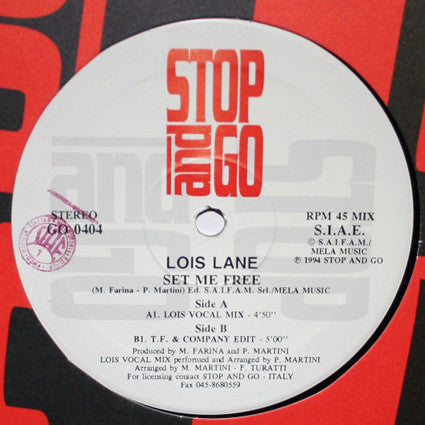 STOP
and
GO
STEREO
GO 0404
RPM 45 MIX
S.I.A.E.
© S.A.I.F.A.M./
MELA MUSIC
℗ 1994 STOP AND GO
LOIS LANE
SET ME FREE
(M. Farina - P. Martini) Ed. S.A.I.F.A.M. Srl./MELA MUSIC
Side A
A1. LOIS VOCAL MIX - 4'50"
Side B
B1. T.F. & COMPANY EDIT - 5'00"
Produced by M. FARINA and P. MARTINI
LOIS VOCAL MIX performed and Arranged by P. MARTINI
Arranged by M. MARTINI - F. TURATTI
For licensing contact STOP AND GO - ITALY
Fax 045-8680559